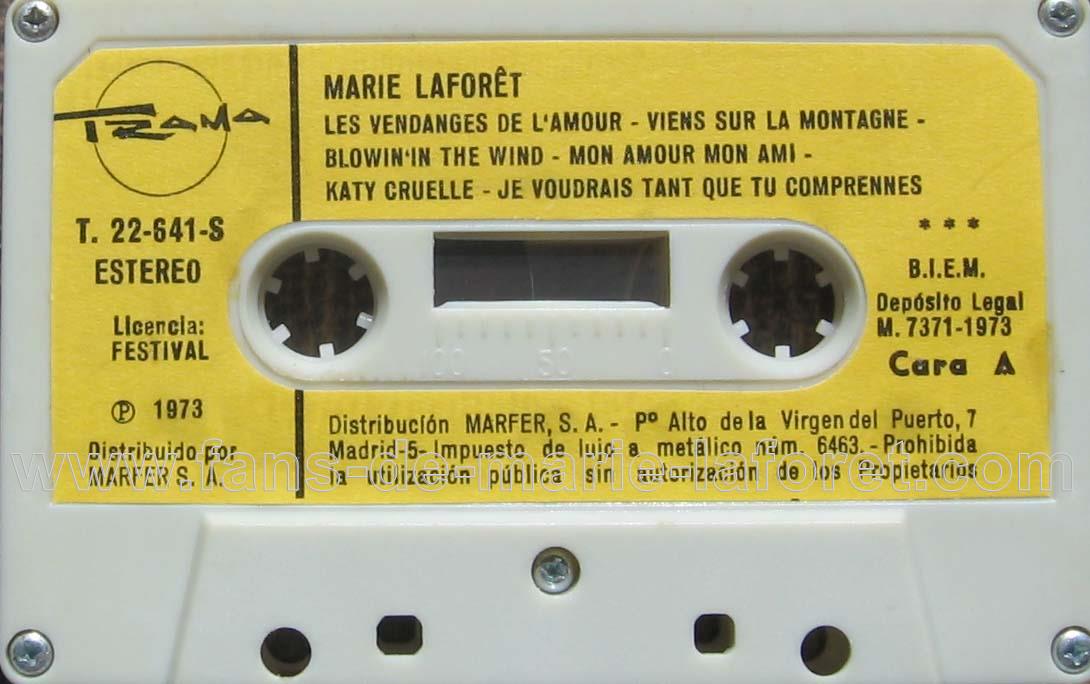 TRAMA
T. 22-641-S
ESTEREO
Licencia:
FESTIVAL
Ⓟ 1973
Distribuido por
MARFER S. A.
MARIE LAFORÊT
LES VENDANGES DE L'AMOUR - VIENS SUR LA MONTAGNE -
BLOWIN'IN THE WIND - MON AMOUR MON AMI -
KATY CRUELLE - JE VOUDRAIS TANT QUE TU COMPRENNES
* * *
B.I.E.M.
Depósito Legal
M. 7371-1973
Cara A
100 50 0
Distribución MARFER, S. A. - Pº Alto de la Virgen del Puerto, 7
Madrid-5- Impuesto de lujo a metálico núm. 6463. - Prohibida
la utilización pública sin autorización de los Propietarios
www.fans-de-marie-laforet.com